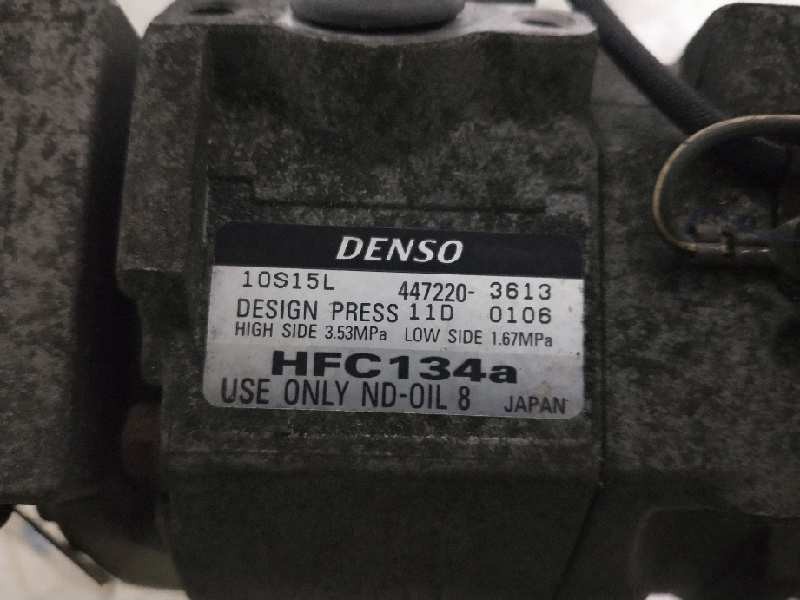 DENSO
10S15L 447220- 3613
DESIGN PRESS 11D 0106
HIGH SIDE 3.53MPa LOW SIDE 1.67MPa
HFC134a
USE ONLY ND-OIL 8 JAPAN